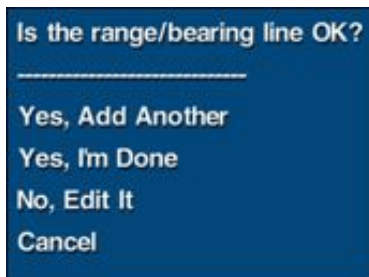 Is the range/bearing line OK?
----------------------------
Yes, Add Another
Yes, I'm Done
No, Edit It
Cancel